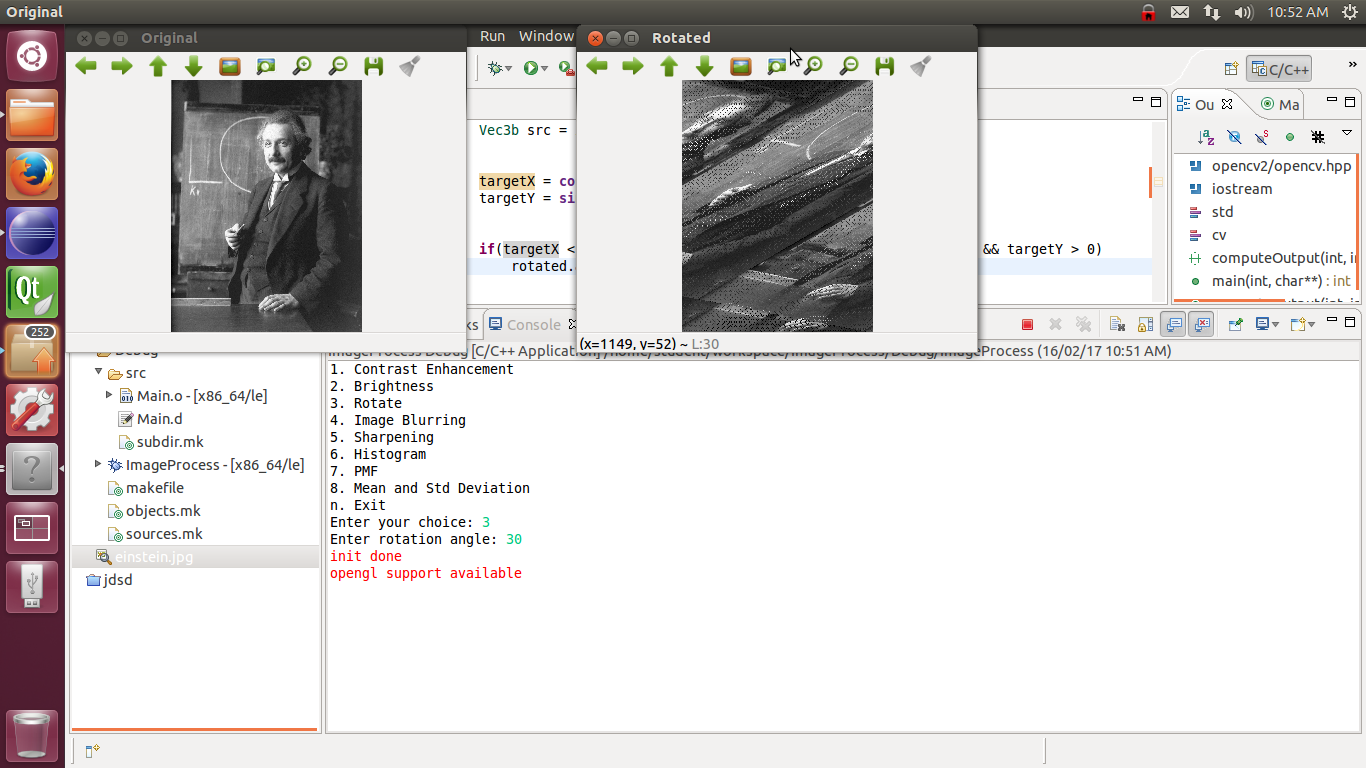 Original
10:52 AM
Original
Run Window
Rotated
C/C++
»
Vec3b src =
targetX = co
targetY = si
if(targetX <
&& targetY > 0)
rotated.
Ou
Ma
opencv2/opencv.hpp
iostream
std
cv
computeOutput(int, i
main(int, char**) : int
Qt
252
(x=1149, y=52) ~ L:30
ks
Console
ImageProcess Debug [C/C++ Application] /home/student/workspace/ImageProcess/Debug/ImageProcess (16/02/17 10:51 AM)
Debug
src
Main.o - [x86_64/le]
Main.d
subdir.mk
ImageProcess - [x86_64/le]
makefile
objects.mk
sources.mk
einstein.jpg
jdsd
1. Contrast Enhancement
2. Brightness
3. Rotate
4. Image Blurring
5. Sharpening
6. Histogram
7. PMF
8. Mean and Std Deviation
n. Exit
Enter your choice: 3
Enter rotation angle: 30
init done
opengl support available